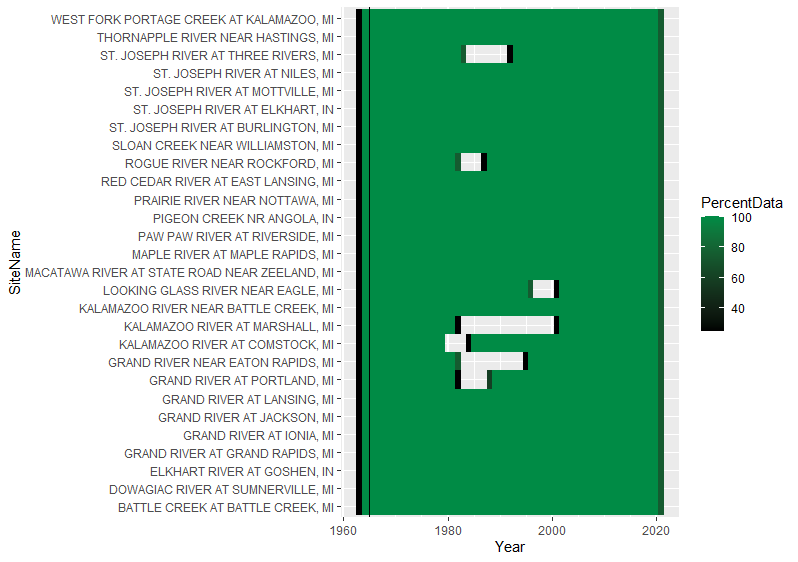 SiteName
WEST FORK PORTAGE CREEK AT KALAMAZOO, MI
THORNAPPLE RIVER NEAR HASTINGS, MI
ST. JOSEPH RIVER AT THREE RIVERS, MI
ST. JOSEPH RIVER AT NILES, MI
ST. JOSEPH RIVER AT MOTTVILLE, MI
ST. JOSEPH RIVER AT ELKHART, IN
ST. JOSEPH RIVER AT BURLINGTON, MI
SLOAN CREEK NEAR WILLIAMSTON, MI
ROGUE RIVER NEAR ROCKFORD, MI
RED CEDAR RIVER AT EAST LANSING, MI
PRAIRIE RIVER NEAR NOTTAWA, MI
PIGEON CREEK NR ANGOLA, IN
PAW PAW RIVER AT RIVERSIDE, MI
MAPLE RIVER AT MAPLE RAPIDS, MI
MACATAWA RIVER AT STATE ROAD NEAR ZEELAND, MI
LOOKING GLASS RIVER NEAR EAGLE, MI
KALAMAZOO RIVER NEAR BATTLE CREEK, MI
KALAMAZOO RIVER AT MARSHALL, MI
KALAMAZOO RIVER AT COMSTOCK, MI
GRAND RIVER NEAR EATON RAPIDS, MI
GRAND RIVER AT PORTLAND, MI
GRAND RIVER AT LANSING, MI
GRAND RIVER AT JACKSON, MI
GRAND RIVER AT IONIA, MI
GRAND RIVER AT GRAND RAPIDS, MI
ELKHART RIVER AT GOSHEN, IN
DOWAGIAC RIVER AT SUMNERVILLE, MI
BATTLE CREEK AT BATTLE CREEK, MI
1960 1980 2000 2020
Year
PercentData
100
80
60
40